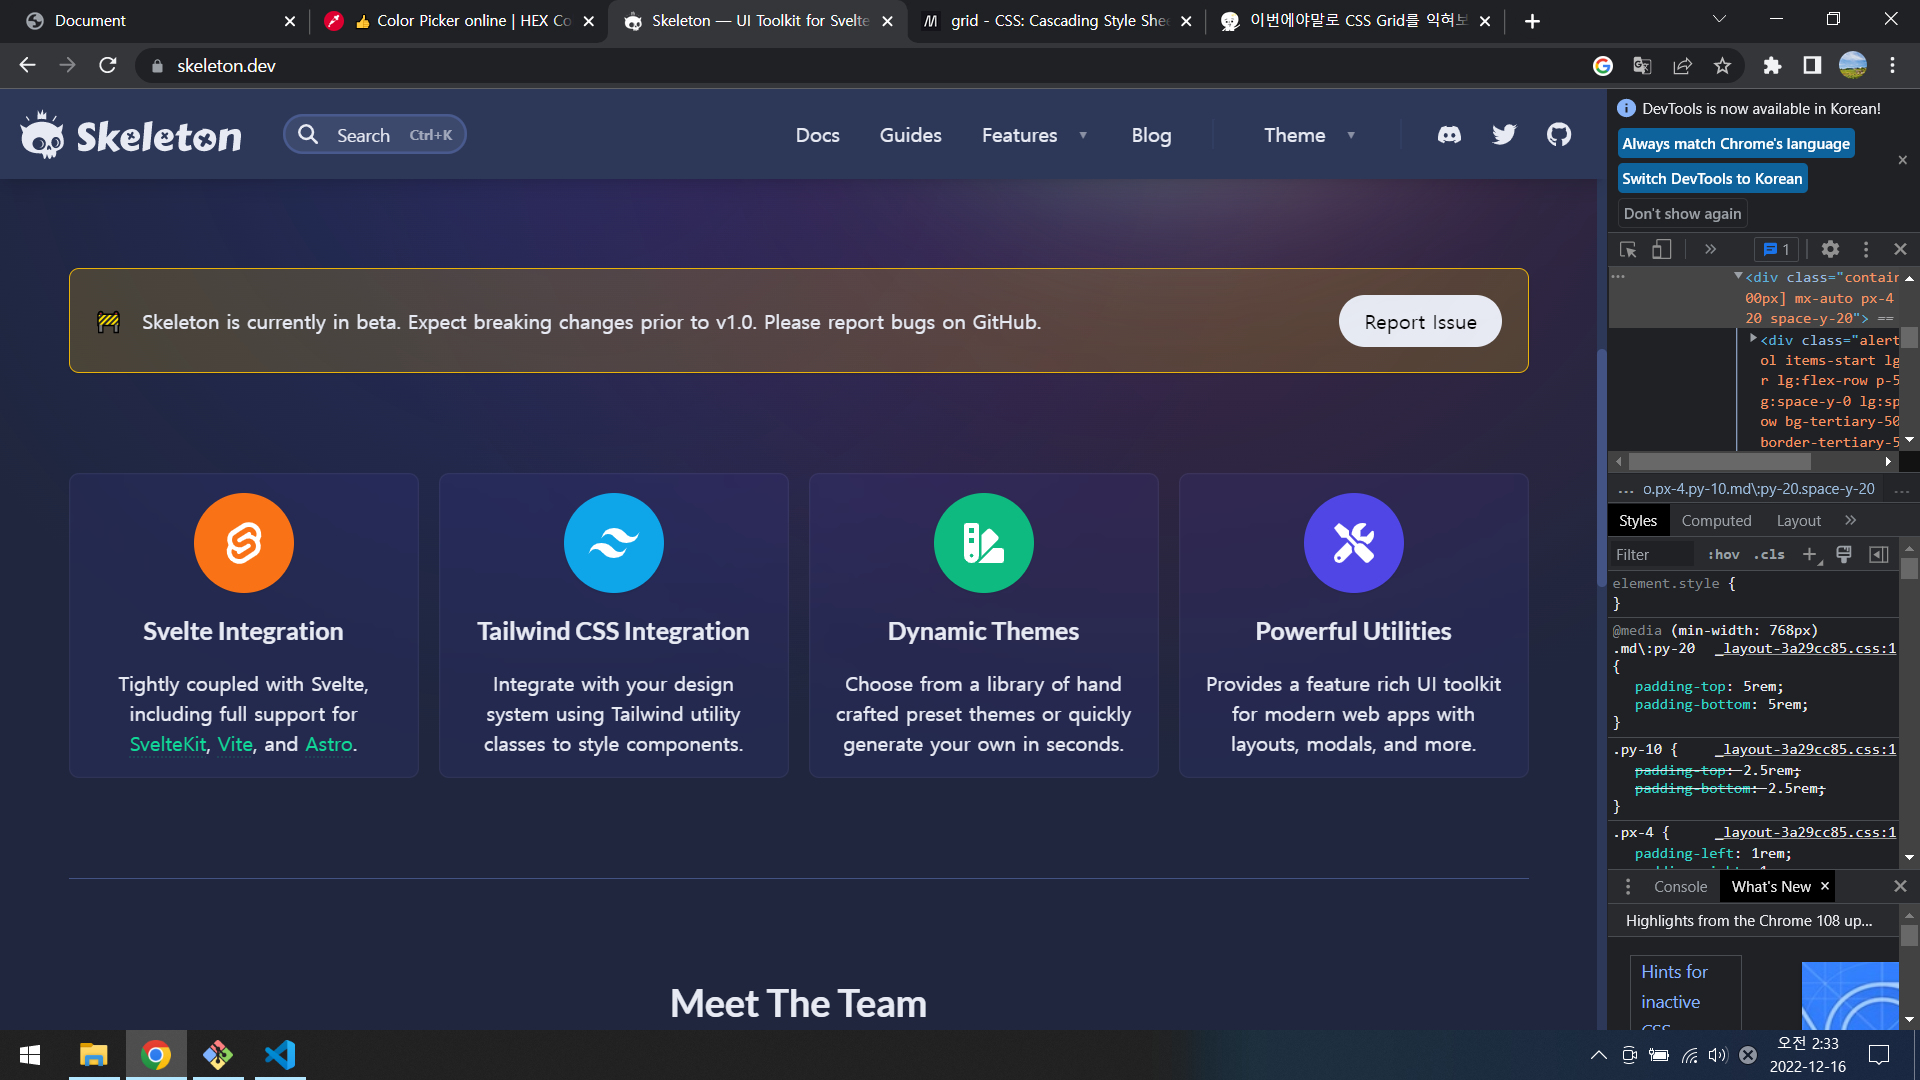 Document
👍 Color Picker online | HEX Co
Skeleton — UI Toolkit for Svelte
grid - CSS: Cascading Style Shee
이번에야말로 CSS Grid를 익혀보
skeleton.dev
Skeleton
Search Ctrl+K
Docs
Guides
Features
Blog
Theme
DevTools is now available in Korean!
Always match Chrome's language
Switch DevTools to Korean
Don't show again
1
🚧 Skeleton is currently in beta. Expect breaking changes prior to v1.0. Please report bugs on GitHub.
Report Issue
Svelte Integration
Tightly coupled with Svelte,
including full support for
SvelteKit, Vite, and Astro.
Tailwind CSS Integration
Integrate with your design
system using Tailwind utility
classes to style components.
Dynamic Themes
Choose from a library of hand
crafted preset themes or quickly
generate your own in seconds.
Powerful Utilities
Provides a feature rich UI toolkit
for modern web apps with
layouts, modals, and more.
Meet The Team
<div class="contain
00px] mx-auto px-4
20 space-y-20"> ==
<div class="alert
ol items-start lg
r lg:flex-row p-5
g:space-y-0 lg:sp
ow bg-tertiary-50
border-tertiary-5
... o.px-4.py-10.md\:py-20.space-y-20 ...
Styles Computed Layout
Filter :hov .cls
element.style {
}
@media (min-width: 768px)
.md\:py-20 _layout-3a29cc85.css:1
{
padding-top: 5rem;
padding-bottom: 5rem;
}
.py-10 { _layout-3a29cc85.css:1
padding-top: 2.5rem;
padding-bottom: 2.5rem;
}
.px-4 { _layout-3a29cc85.css:1
padding-left: 1rem;
Console What's New
Highlights from the Chrome 108 up...
Hints for
inactive
CSS
오전 2:33
2022-12-16